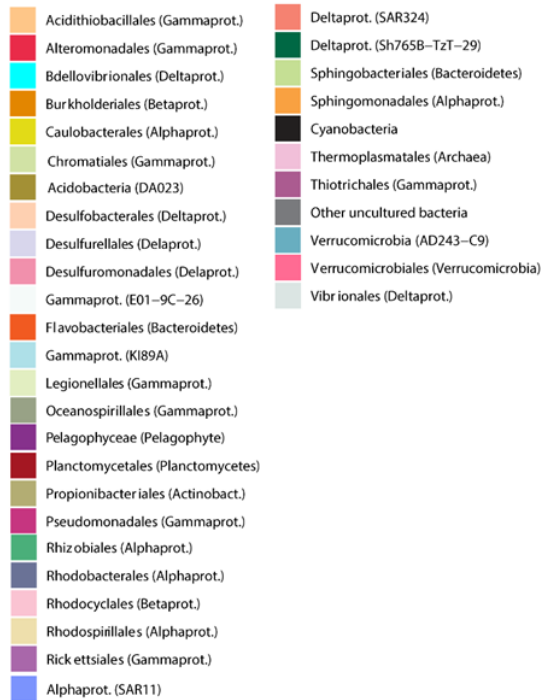 Acidithiobacillales (Gammaprot.)
Alteromonadales (Gammaprot.)
Bdellovibrionales (Deltaprot.)
Burkholderiales (Betaprot.)
Caulobacterales (Alphaprot.)
Chromatiales (Gammaprot.)
Acidobacteria (DA023)
Desulfobacterales (Deltaprot.)
Desulfurellales (Delaprot.)
Desulfuromonadales (Delaprot.)
Gammaprot. (E01–9C–26)
Flavobacteriales (Bacteroidetes)
Gammaprot. (KI89A)
Legionellales (Gammaprot.)
Oceanospirillales (Gammaprot.)
Pelagophyceae (Pelagophyte)
Planctomycetales (Planctomycetes)
Propionibacteriales (Actinobact.)
Pseudomonadales (Gammaprot.)
Rhizobiales (Alphaprot.)
Rhodobacterales (Alphaprot.)
Rhodocyclales (Betaprot.)
Rhodospirillales (Alphaprot.)
Rickettsiales (Gammaprot.)
Alphaprot. (SAR11)
Deltaprot. (SAR324)
Deltaprot. (Sh765B–TzT–29)
Sphingobacteriales (Bacteroidetes)
Sphingomonadales (Alphaprot.)
Cyanobacteria
Thermoplasmatales (Archaea)
Thiotrichales (Gammaprot.)
Other uncultured bacteria
Verrucomicrobia (AD243–C9)
Verrucomicrobiales (Verrucomicrobia)
Vibrionales (Deltaprot.)